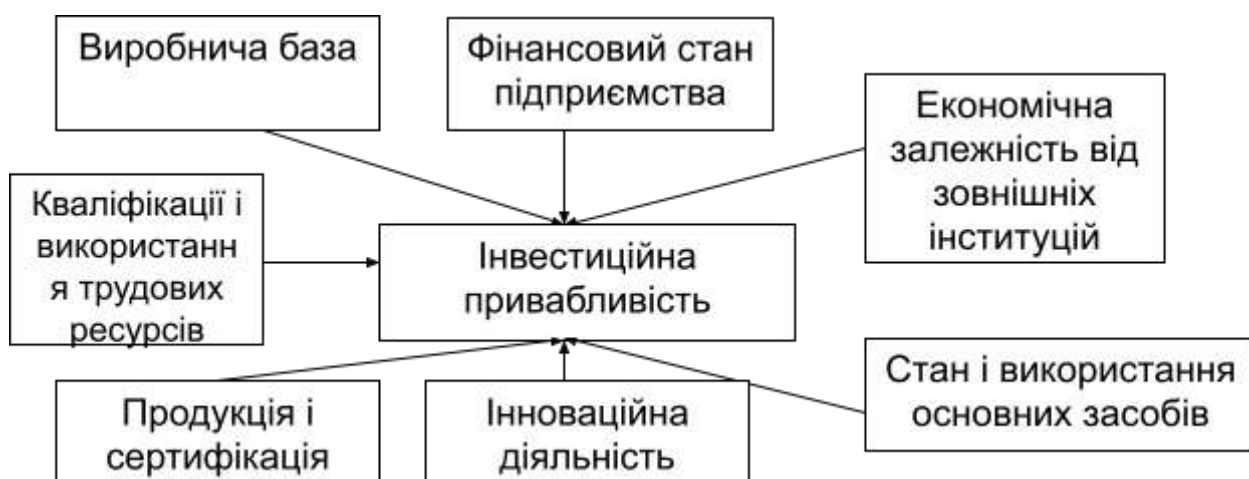 Виробнича база
Фінансовий стан
підприємства
Економічна
залежність від
зовнішніх
інституцій
Кваліфікації і
використанн
я трудових
ресурсів
Інвестиційна
привабливість
Стан і використання
основних засобів
Продукція і
сертифікація
Інноваційна
діяльність